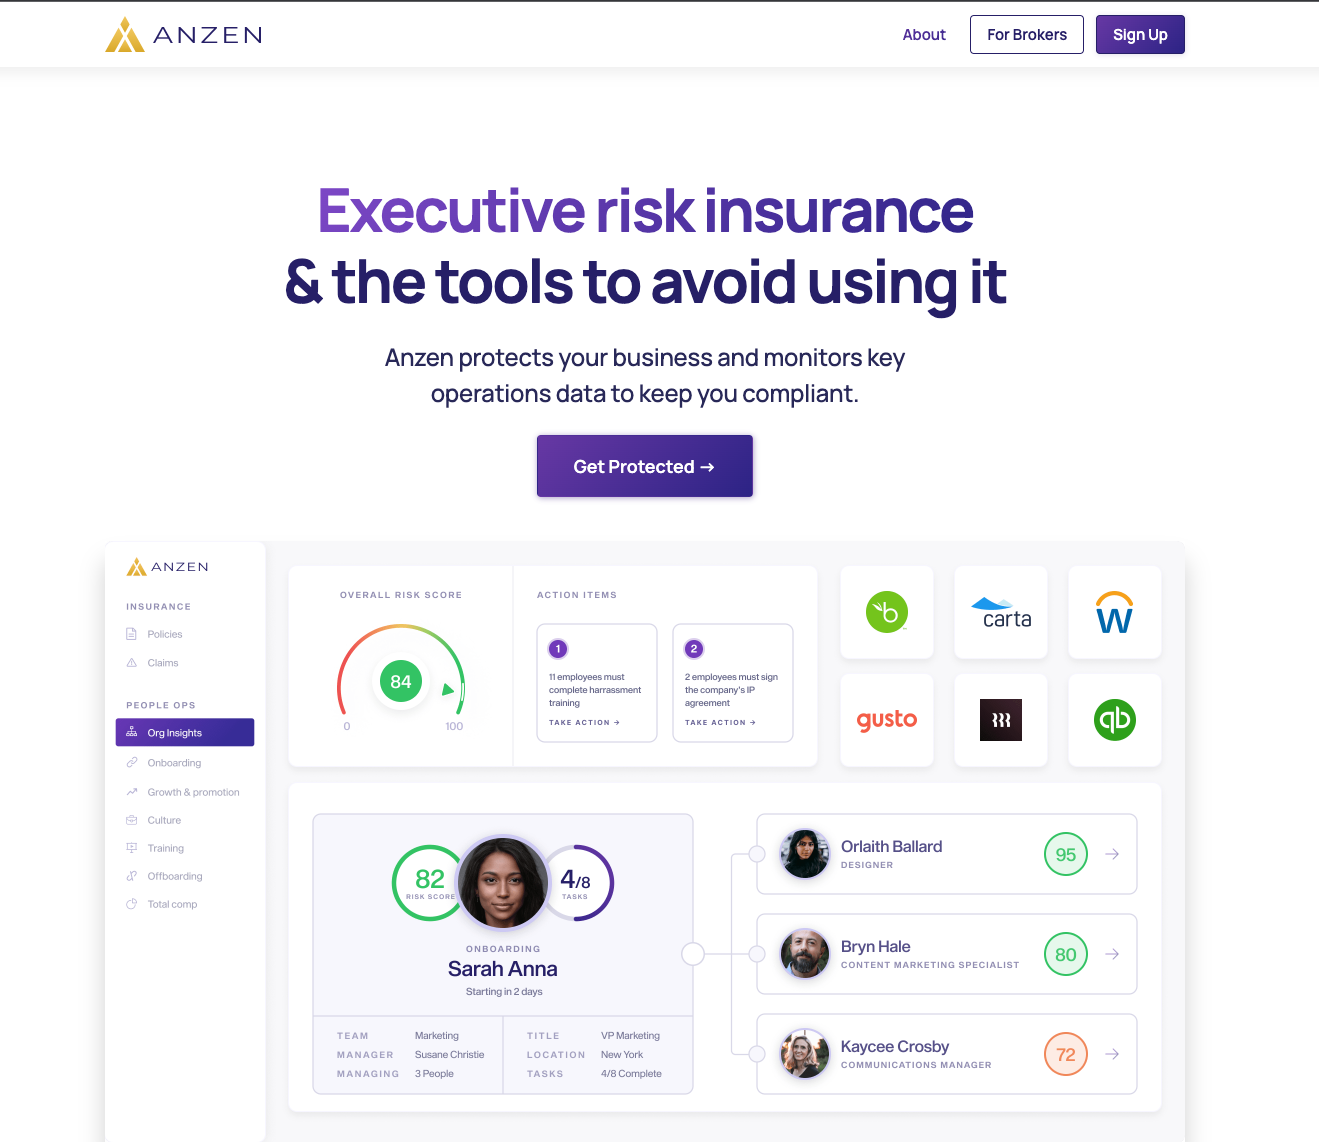 ANZEN
About
For Brokers
Sign Up
Executive risk insurance
& the tools to avoid using it
Anzen protects your business and monitors key
operations data to keep you compliant.
Get Protected →
ANZEN
INSURANCE
Policies
Claims
PEOPLE OPS
Org Insights
Onboarding
Growth & promotion
Culture
Training
Offboarding
Total comp
OVERALL RISK SCORE
84
0
100
ACTION ITEMS
1
11 employees must
complete harrassment
training
TAKE ACTION →
2
2 employees must sign
the company's IP
agreement
TAKE ACTION →
b
carta
W
gusto
qb
82
RISK SCORE
4/8
TASKS
ONBOARDING
Sarah Anna
Starting in 2 days
TEAM Marketing
MANAGER Susane Christie
MANAGING 3 People
TITLE VP Marketing
LOCATION New York
TASKS 4/8 Complete
Orlaith Ballard
DESIGNER
95
Bryn Hale
CONTENT MARKETING SPECIALIST
80
Kaycee Crosby
COMMUNICATIONS MANAGER
72